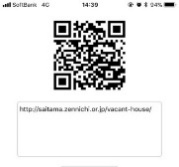 SoftBank 4G 14:39 94%
http://saitama.zennichi.or.jp/vacant-house/